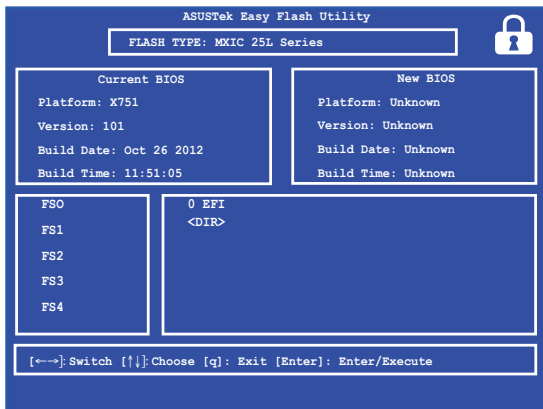 ASUSTek Easy Flash Utility
FLASH TYPE: MXIC 25L Series
Current BIOS
Platform: X751
Version: 101
Build Date: Oct 26 2012
Build Time: 11:51:05
New BIOS
Platform: Unknown
Version: Unknown
Build Date: Unknown
Build Time: Unknown
FSO
FS1
FS2
FS3
FS4
0 EFI
<DIR>
[←→]: Switch [↑↓]: Choose [q]: Exit [Enter]: Enter/Execute